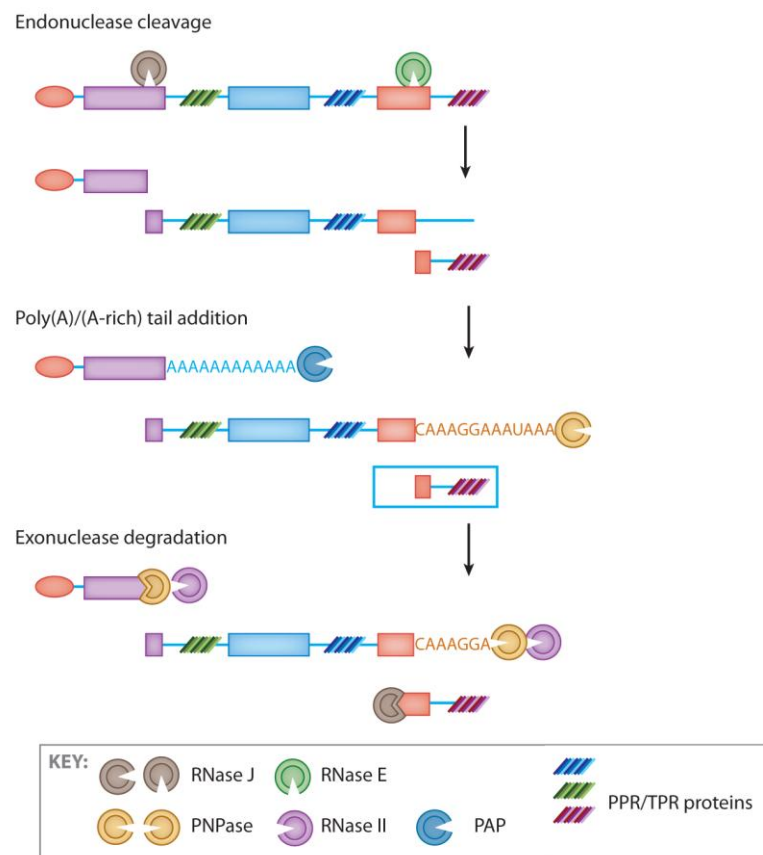 Endonuclease cleavage
Poly(A)/(A-rich) tail addition
AAAAAAAAAAAA
CAAAGGAAAUAAA
Exonuclease degradation
CAAAGGA
KEY:
RNase J
RNase E
PPR/TPR proteins
PNPase
RNase II
PAP